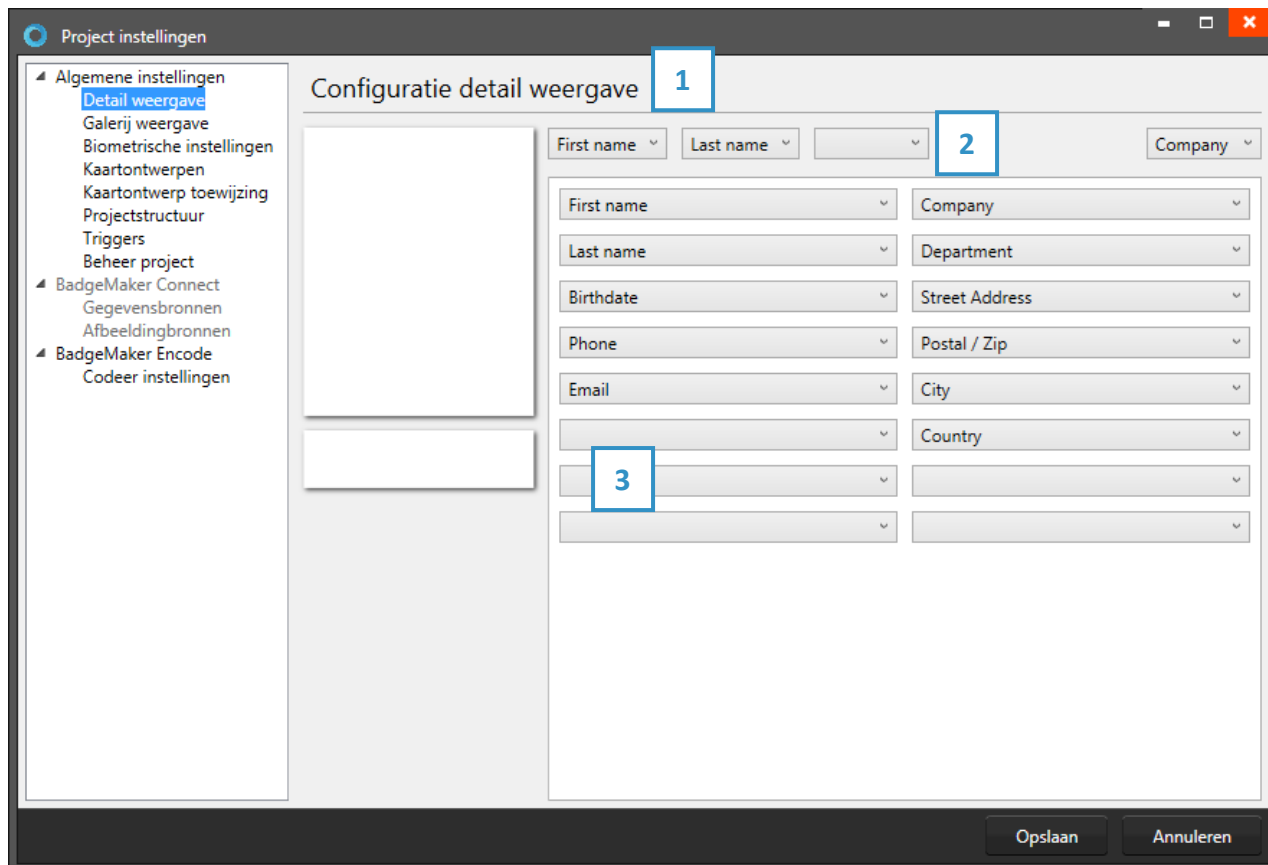 Project instellingen
Algemene instellingen
Detail weergave
Galerij weergave
Biometrische instellingen
Kaartontwerpen
Kaartontwerp toewijzing
Projectstructuur
Triggers
Beheer project
BadgeMaker Connect
Gegevensbronnen
Afbeeldingbronnen
BadgeMaker Encode
Codeer instellingen
Configuratie detail weergave 1
First name Last name 2 Company
First name Company
Last name Department
Birthdate Street Address
Phone Postal / Zip
Email City
Country
3
Opslaan Annuleren